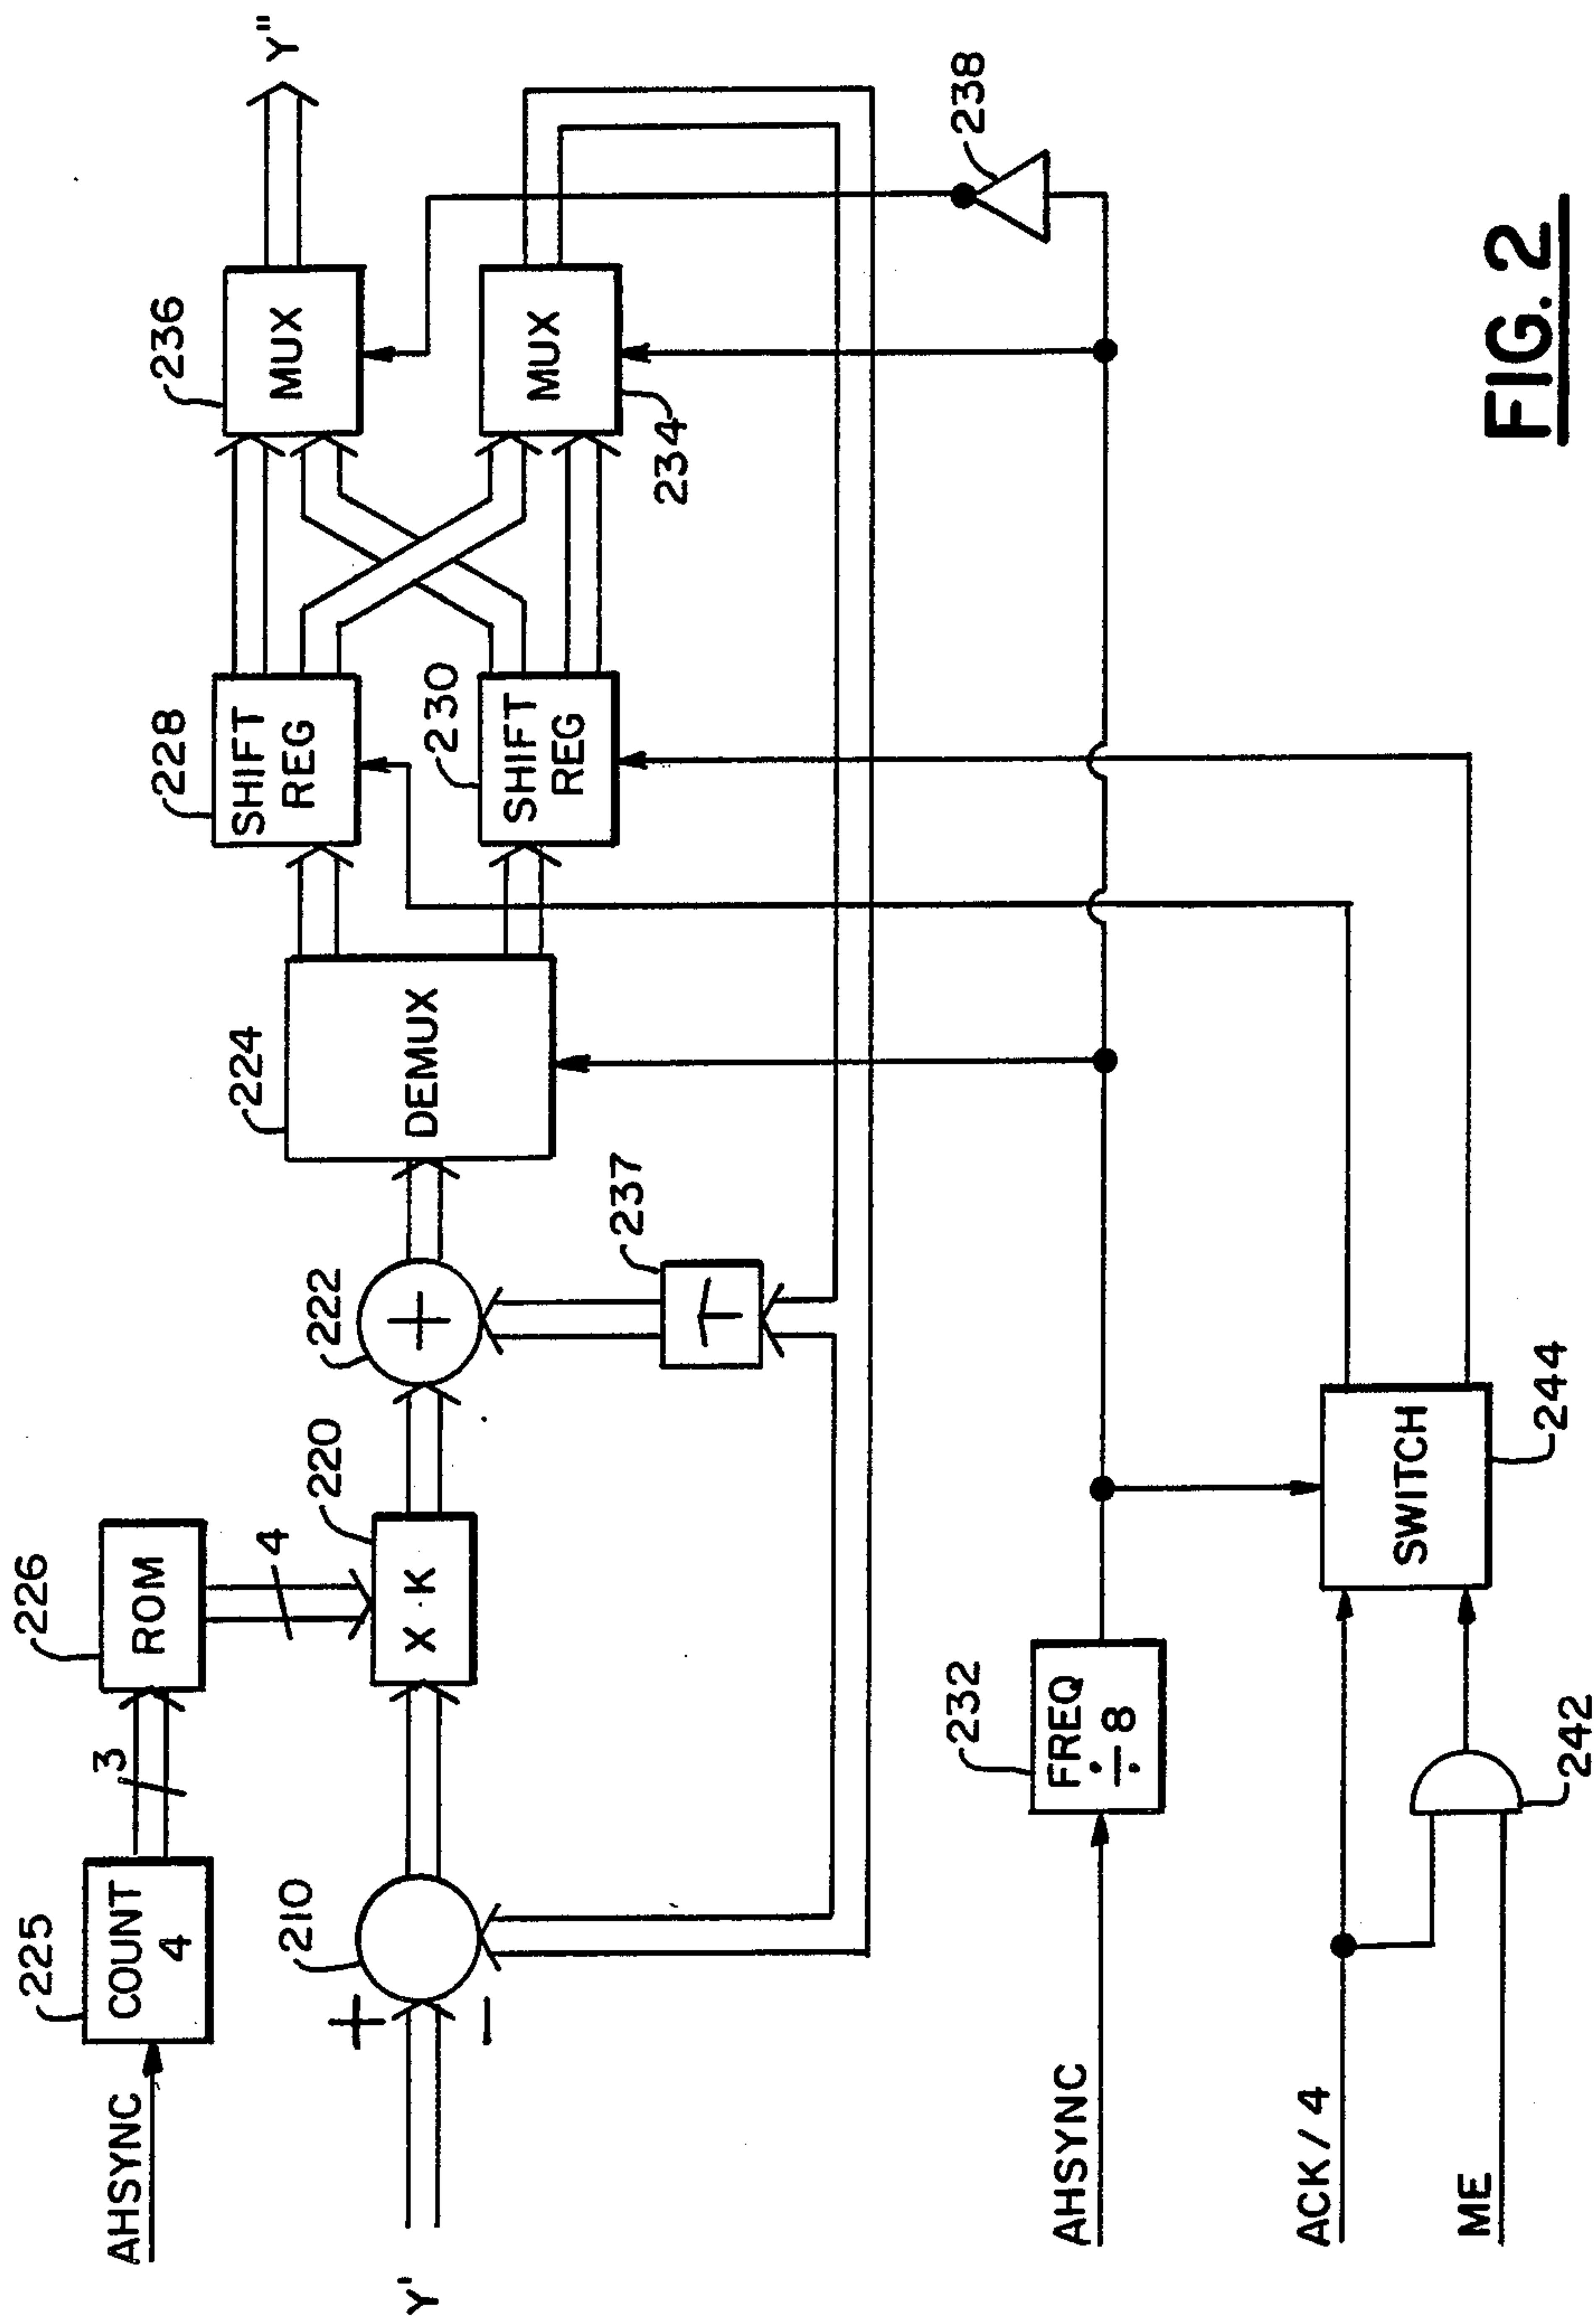 AHSYNC
225
COUNT
4
3
226
ROM
4
Y'
+
−
210
220
X K
222
+
237
T
224
DEMUX
228
SHIFT
REG
230
SHIFT
REG
236
MUX
Y"
MUX
234
238
AHSYNC
232
FREQ
÷8
ACK/4
ME
242
SWITCH
244
FIG. 2